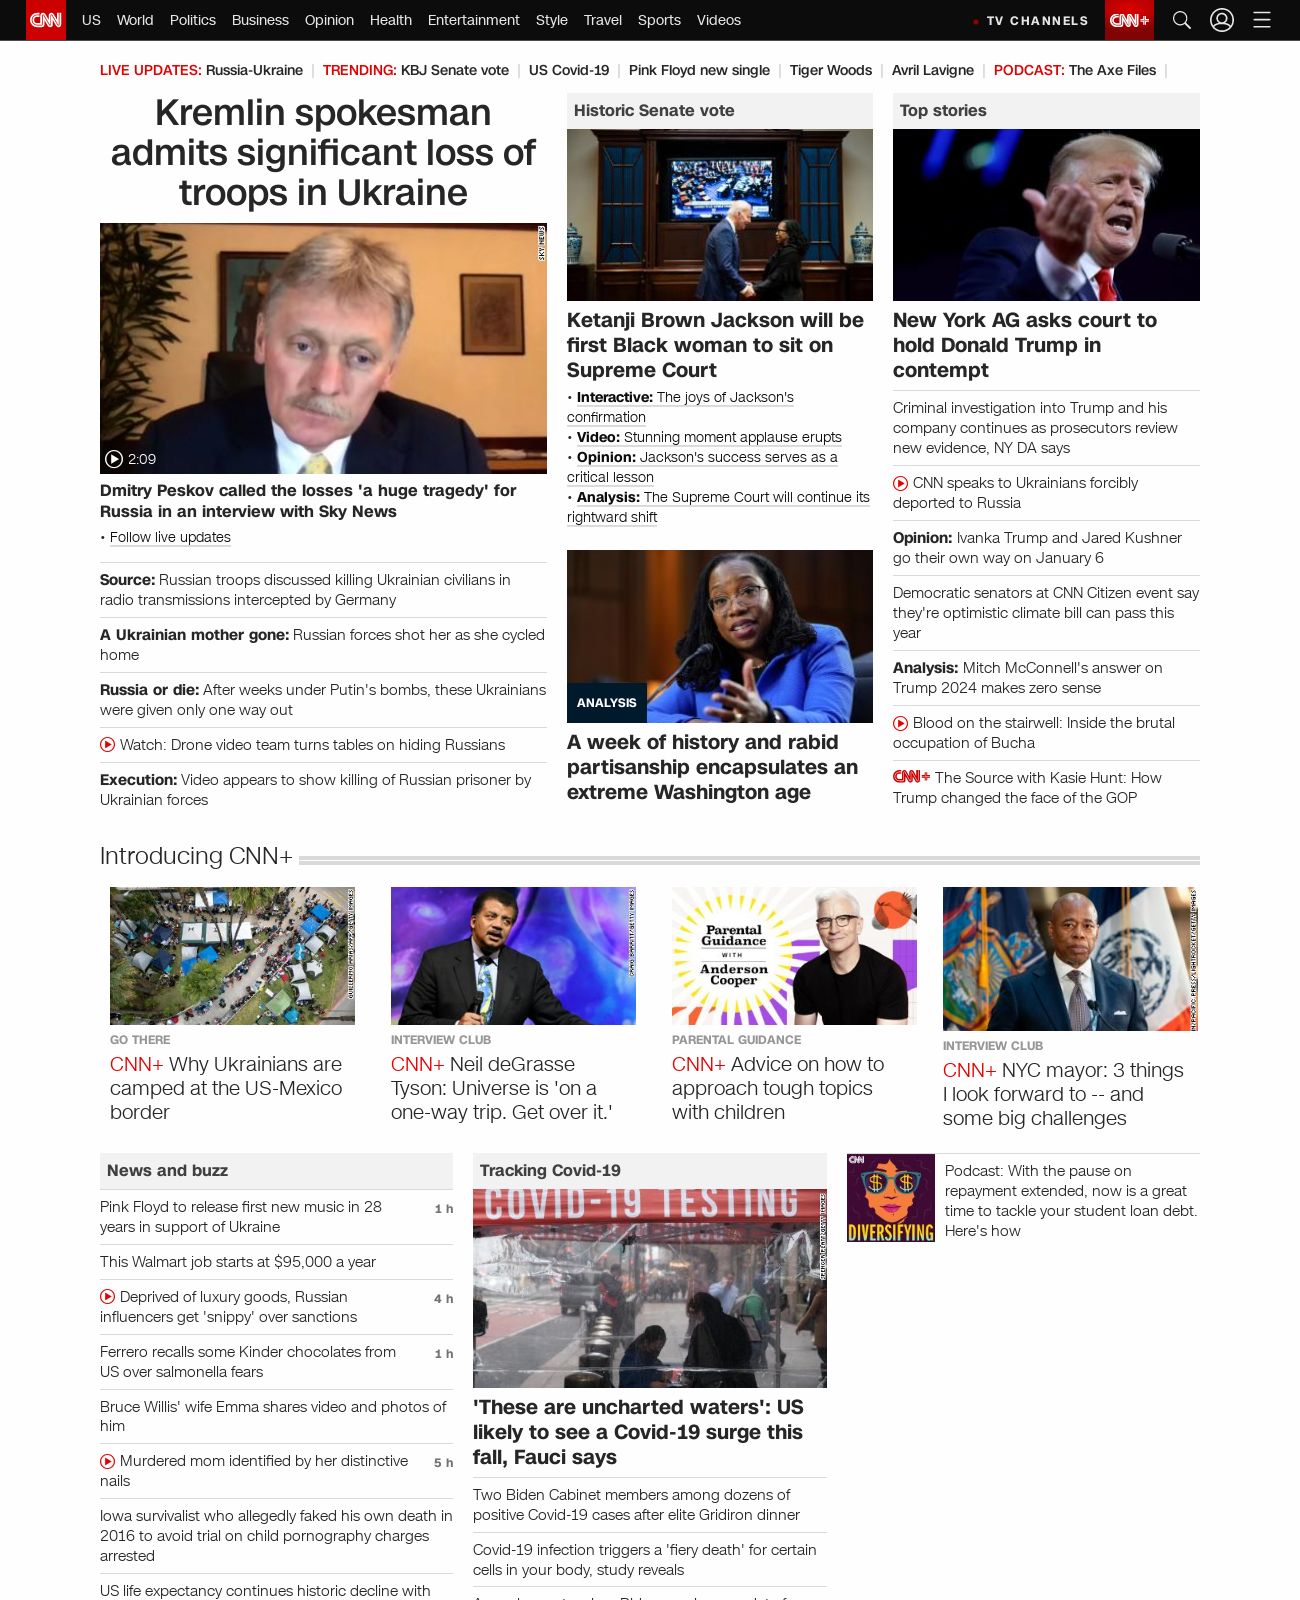 CNN US World Politics Business Opinion Health Entertainment Style Travel Sports Videos TV CHANNELS CNN+
LIVE UPDATES: Russia-Ukraine | TRENDING: KBJ Senate vote | US Covid-19 | Pink Floyd new single | Tiger Woods | Avril Lavigne | PODCAST: The Axe Files |
Kremlin spokesman
admits significant loss of
troops in Ukraine
SKY NEWS
2:09
Dmitry Peskov called the losses 'a huge tragedy' for
Russia in an interview with Sky News
• Follow live updates
Source: Russian troops discussed killing Ukrainian civilians in
radio transmissions intercepted by Germany
A Ukrainian mother gone: Russian forces shot her as she cycled
home
Russia or die: After weeks under Putin's bombs, these Ukrainians
were given only one way out
Watch: Drone video team turns tables on hiding Russians
Execution: Video appears to show killing of Russian prisoner by
Ukrainian forces
Historic Senate vote
Ketanji Brown Jackson will be
first Black woman to sit on
Supreme Court
• Interactive: The joys of Jackson's
confirmation
• Video: Stunning moment applause erupts
• Opinion: Jackson's success serves as a
critical lesson
• Analysis: The Supreme Court will continue its
rightward shift
ANALYSIS
A week of history and rabid
partisanship encapsulates an
extreme Washington age
Top stories
New York AG asks court to
hold Donald Trump in
contempt
Criminal investigation into Trump and his
company continues as prosecutors review
new evidence, NY DA says
CNN speaks to Ukrainians forcibly
deported to Russia
Opinion: Ivanka Trump and Jared Kushner
go their own way on January 6
Democratic senators at CNN Citizen event say
they're optimistic climate bill can pass this
year
Analysis: Mitch McConnell's answer on
Trump 2024 makes zero sense
Blood on the stairwell: Inside the brutal
occupation of Bucha
CNN+ The Source with Kasie Hunt: How
Trump changed the face of the GOP
Introducing CNN+
GO THERE
CNN+ Why Ukrainians are
camped at the US-Mexico
border
INTERVIEW CLUB
CNN+ Neil deGrasse
Tyson: Universe is 'on a
one-way trip. Get over it.'
Parental
Guidance
WITH
Anderson
Cooper
PARENTAL GUIDANCE
CNN+ Advice on how to
approach tough topics
with children
INTERVIEW CLUB
CNN+ NYC mayor: 3 things
I look forward to -- and
some big challenges
News and buzz
Pink Floyd to release first new music in 28 1 h
years in support of Ukraine
This Walmart job starts at $95,000 a year
Deprived of luxury goods, Russian 4 h
influencers get 'snippy' over sanctions
Ferrero recalls some Kinder chocolates from 1 h
US over salmonella fears
Bruce Willis' wife Emma shares video and photos of
him
Murdered mom identified by her distinctive 5 h
nails
Iowa survivalist who allegedly faked his own death in
2016 to avoid trial on child pornography charges
arrested
US life expectancy continues historic decline with
Tracking Covid-19
COVID-19 TESTING
'These are uncharted waters': US
likely to see a Covid-19 surge this
fall, Fauci says
Two Biden Cabinet members among dozens of
positive Covid-19 cases after elite Gridiron dinner
Covid-19 infection triggers a 'fiery death' for certain
cells in your body, study reveals
CNN
DIVERSIFYING
Podcast: With the pause on
repayment extended, now is a great
time to tackle your student loan debt.
Here's how